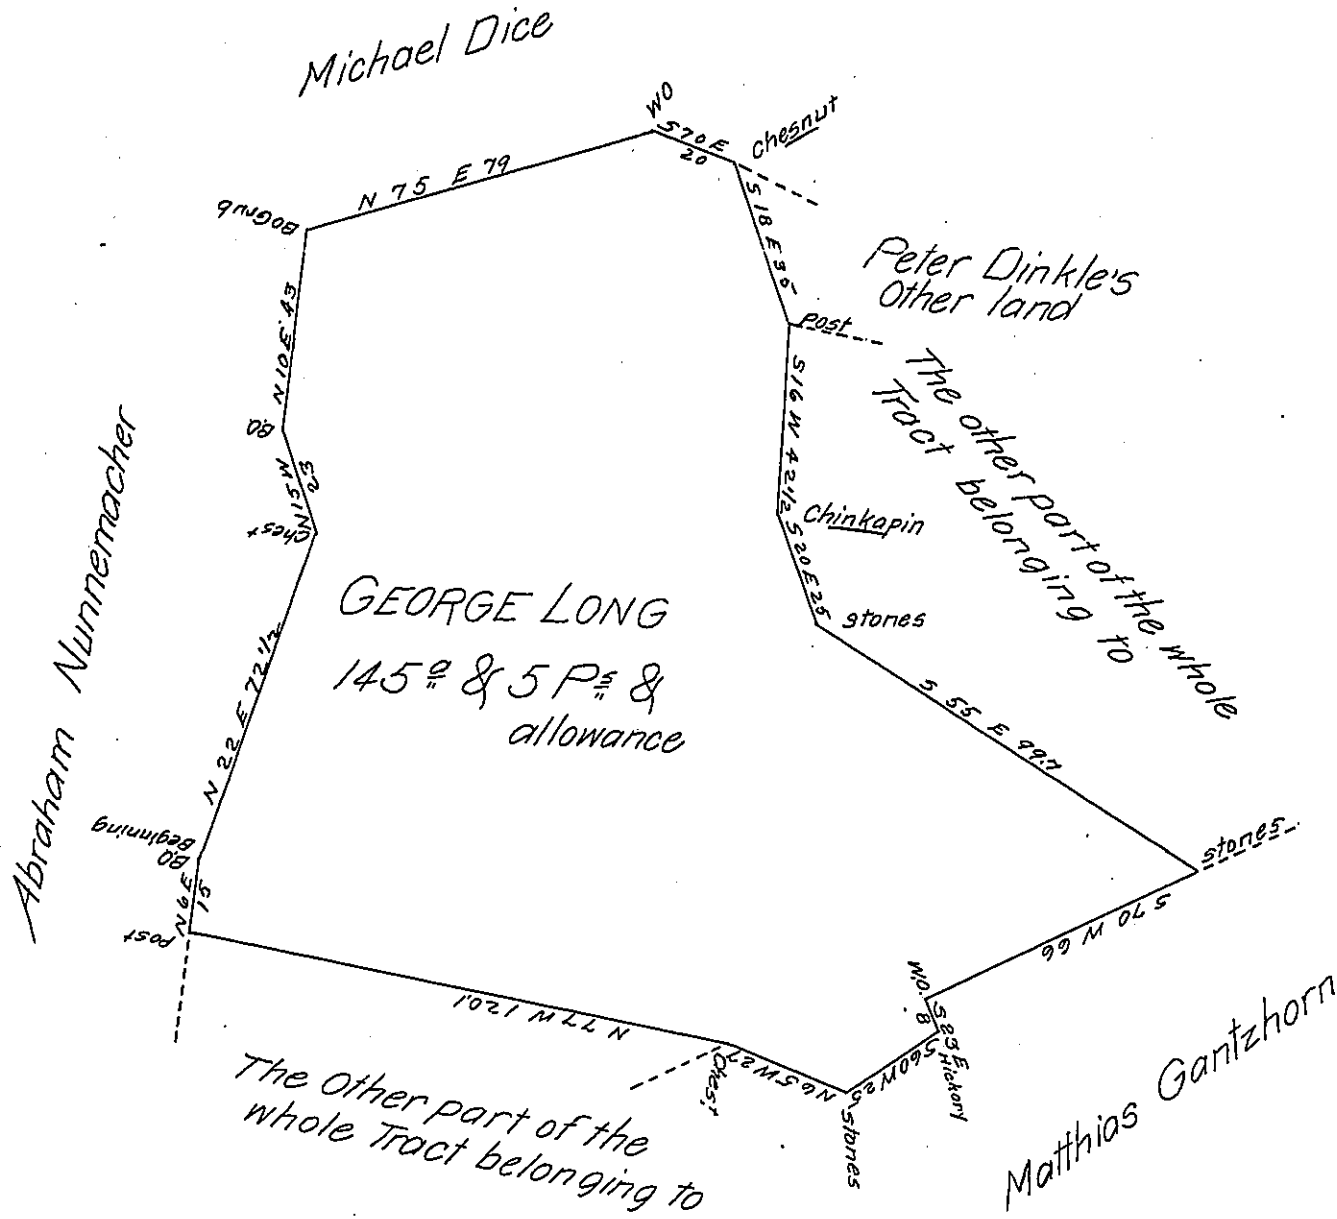 Michael Dice
WO
S 70 E
20
chesnut
N 75 E 79
BO Grub
S 18 E 35
Peter Dinkle's
Other land
post
N 10 E 43
S 16 W 42 1/2
The other part of the whole
Tract belonging to
BO
N 15 W
23
Chest
Chinkapin
S 20 E 25
stones
Abraham Nunnemacher
GEORGE LONG
145 a & 5 Ps &
allowance
N 22 E 72 1/2
S 55 E 99.7
Beginning
BO
stones
N 6 E
15
post
S 70 W 66
W.O.
S 23 E
8
Hickory
N 77 W 120.1
S 60 W 25
N 65 W 27
Chest
stones
Matthias Gantzhorn
The Other part of the
whole Tract belonging to